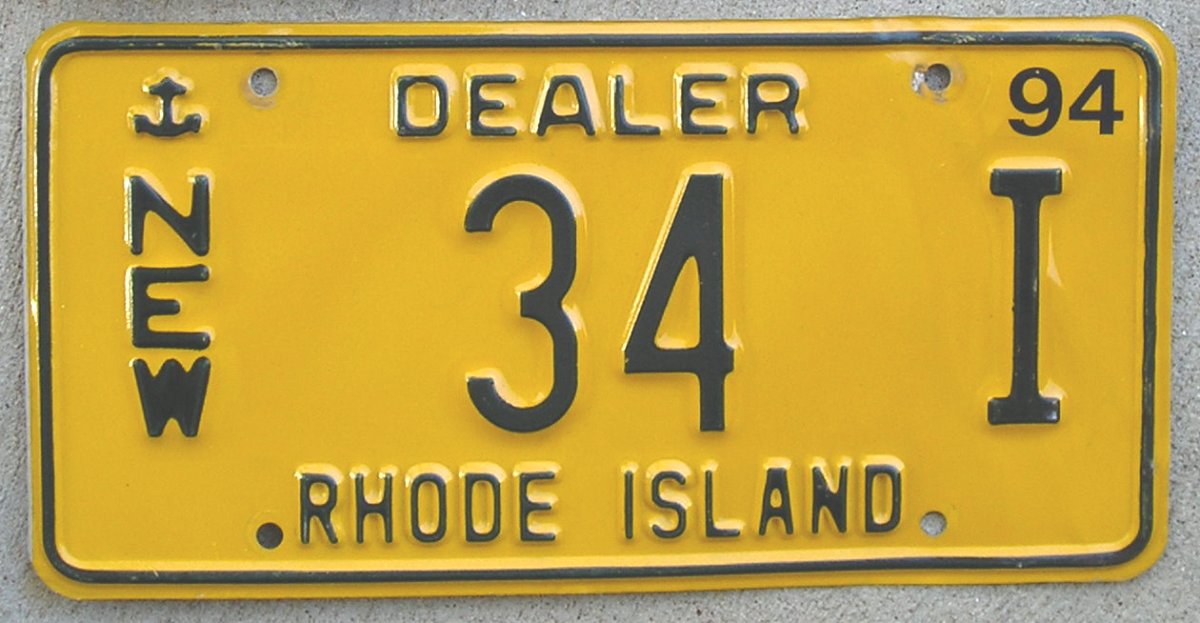 DEALER 94
NEW 34 I
RHODE ISLAND